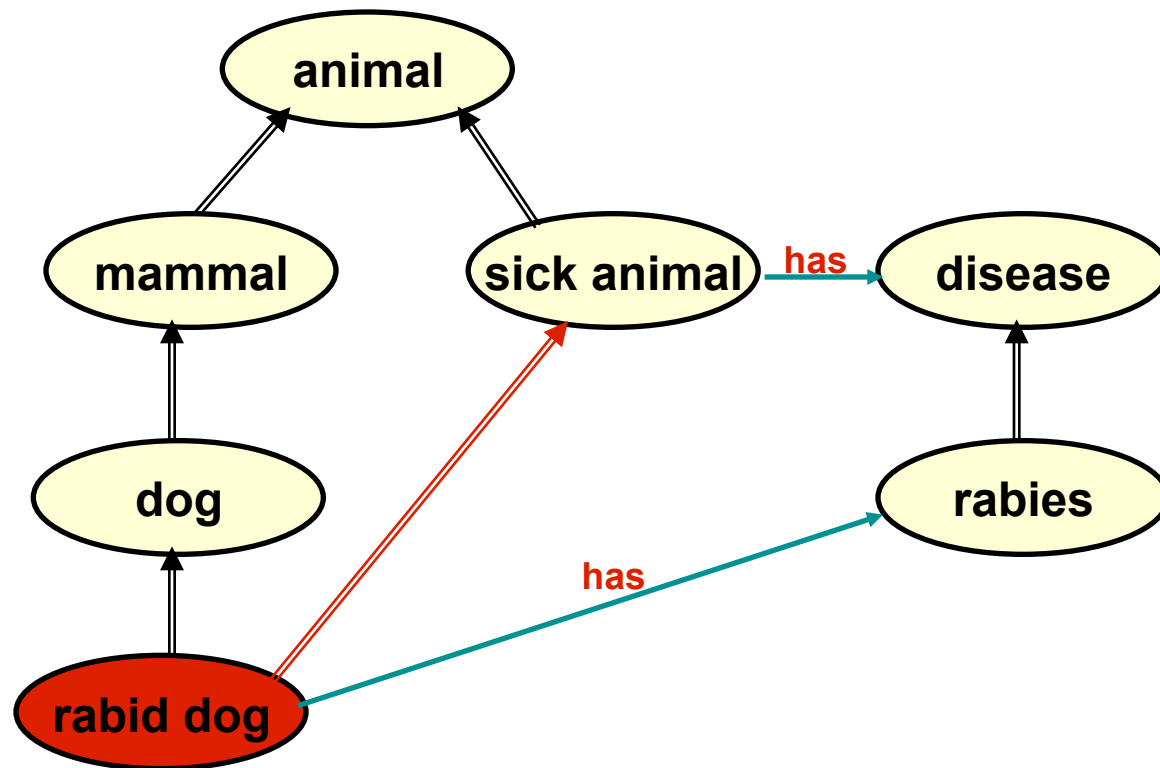 animal
mammal
sick animal
has
disease
dog
rabies
has
rabid dog